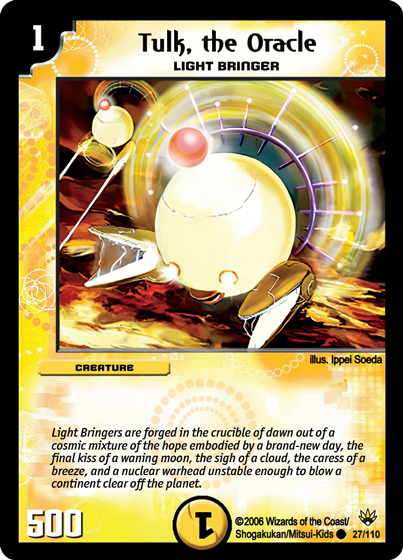 1
Tulk, the Oracle
LIGHT BRINGER
illus. Ippei Soeda
CREATURE
Light Bringers are forged in the crucible of dawn out of a
cosmic mixture of the hope embodied by a brand-new day, the
final kiss of a waning moon, the sigh of a cloud, the caress of a
breeze, and a nuclear warhead unstable enough to blow a
continent clear off the planet.
500
1
©2006 Wizards of the Coast/
Shogakukan/Mitsui-Kids ● 27/110